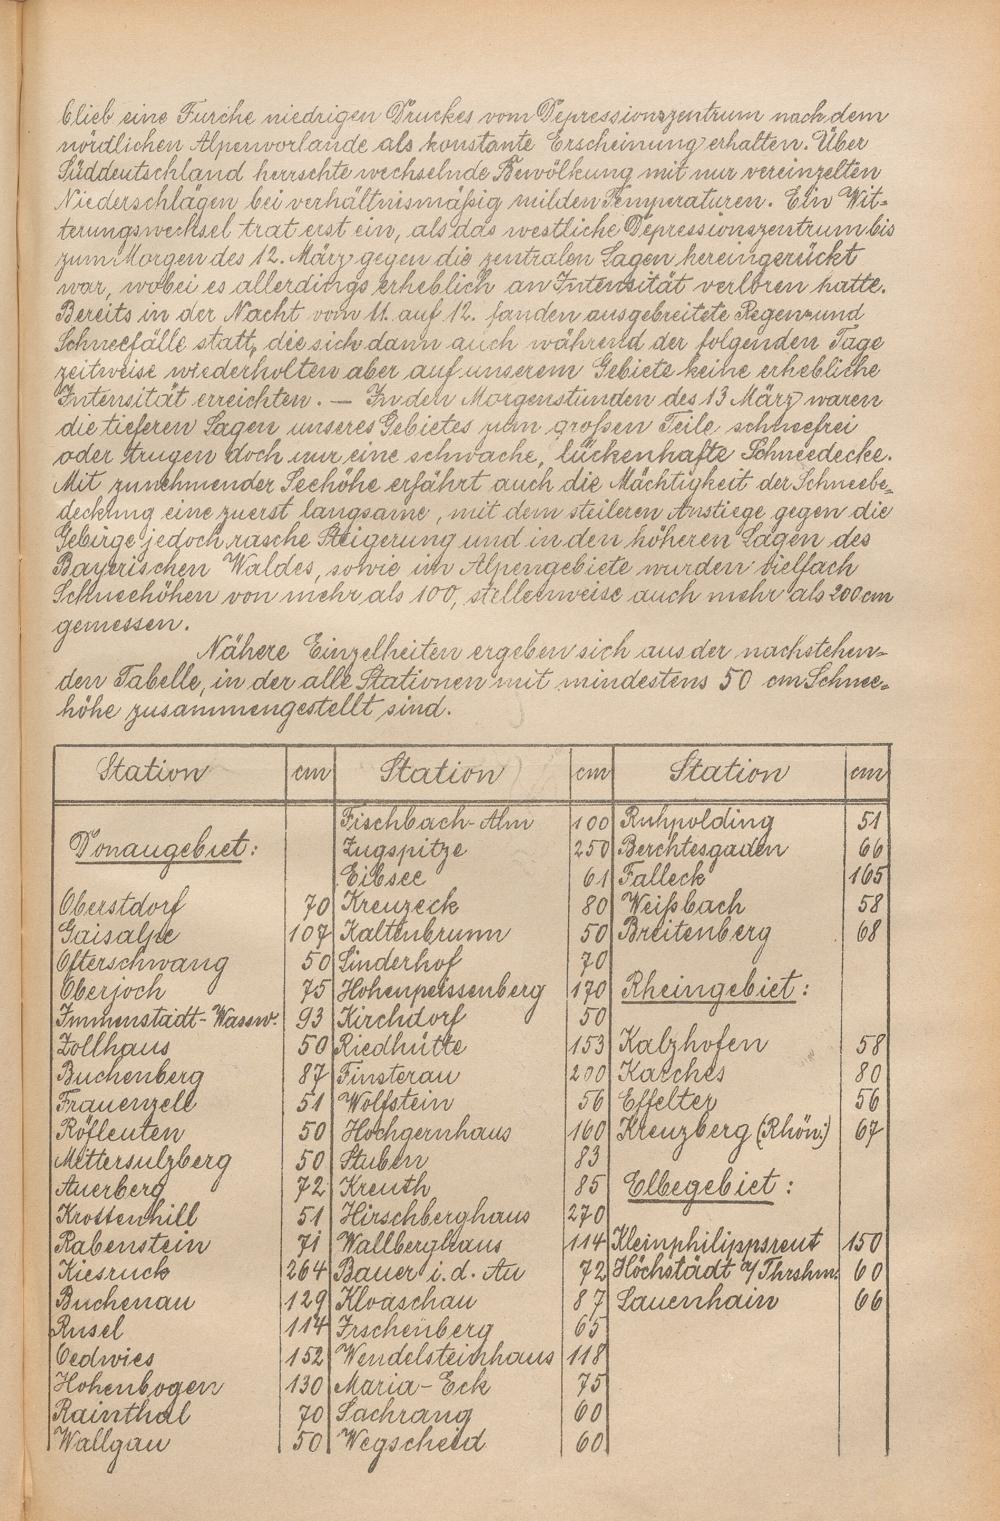 blieb eine Furche niedrigen Druckes vom Depressionszentrum nach dem
nördlichen Alpenvorlande als konstante Erscheinung erhalten. Über
Süddeutschland herrschte wechselnde Bewölkung mit nur vereinzelten
Niederschlägen bei verhältnismäßig milden Temperaturen. Ein Wit-
terungswechsel trat erst ein, als das westliche Depressionszentrum bis
zum Morgen des 12. März gegen die zentralen Lagen hereingerückt
war, wobei es allerdings erheblich an Intensität verloren hatte.
Bereits in der Nacht vom 11. auf 12. fanden ausgebreitete Regen und
Schneefälle statt, die sich dann auch während der folgenden Tage
zeitweise wiederholten aber auf unserem Gebiete keine erhebliche
Intensität erreichten. — In den Morgenstunden des 13 März waren
die tieferen Lagen unseres Gebietes zum großen Teile schneefrei
oder trugen doch nur eine schwache, lückenhafte Schneedecke.
Mit zunehmender Seehöhe erfährt auch die Mächtigkeit der Schneebe-
deckung eine zuerst langsame, mit dem steileren Anstiege gegen die
Gebirge jedoch rasche Steigerung und in den höheren Lagen des
Bayerischen Waldes, sowie im Alpengebiete wurden vielfach
Schneehöhen von mehr als 100, stellenweise auch mehr als 200 cm
gemessen.
Nähere Einzelheiten ergeben sich aus der nachstehen-
den Tabelle, in der alle Stationen mit mindestens 50 cm Schnee-
höhe zusammengestellt sind.
Station cm Station cm Station cm
Fischbach-Alm 100 Ruhpolding 51
Donaugebiet: Zugspitze 250 Berchtesgaden 66
Eibsee 61 Falleck 165
Oberstdorf 70 Kreuzeck 80 Weißbach 58
Gaisalpe 107 Kaltenbrunn 50 Breitenberg 68
Ofterschwang 50 Linderhof 70
Oberjoch 75 Hohenpeissenberg 170 Rheingebiet:
Immenstadt-Wassw. 93 Kirchdorf 50
Zollhaus 50 Riedhütte 153 Kalzhofen 58
Buchenberg 87 Finsterau 200 Karches 80
Frauenzell 51 Wolfstein 56 Effelter 56
Röfleuten 50 Hochgernhaus 160 Kreuzberg (Rhön.) 67
Mittersulzberg 50 Stuben 83
Auerberg 72 Kreuth 85 Elbegebiet:
Krottenhill 51 Hirschberghaus 270
Rabenstein 71 Wallberghaus 114 Kleinphilippsreut 150
Kiesruck 264 Bauer i. d. Au 72 Höchstädt a/Thrshm. 60
Buchenau 129 Kloaschau 87 Lauenhain 66
Rusel 114 Irschenberg 65
Oedwies 152 Wendelsteinhaus 118
Hohenbogen 130 Maria-Eck 75
Rainthal 70 Sachrang 60
Wallgau 50 Wegscheid 60